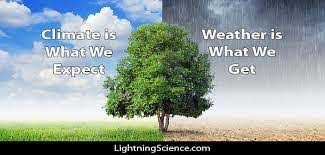 Climate is
What We
Expect
Weather is
What We
Get
LightningScience.com